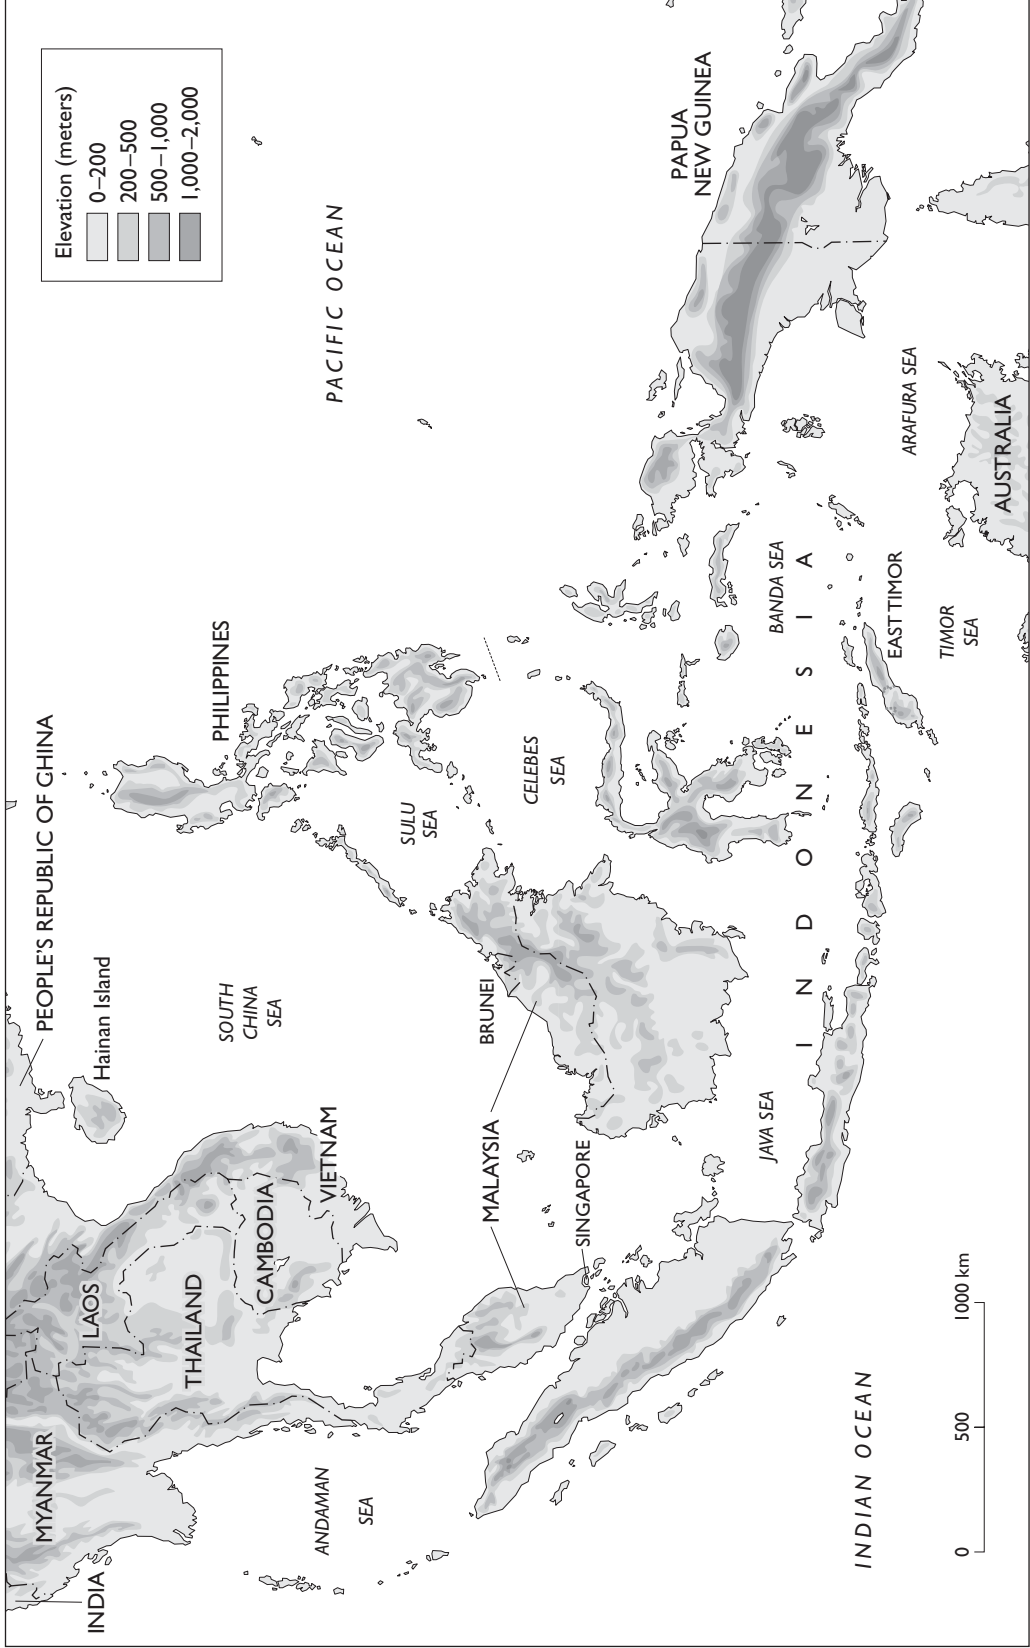 Elevation (meters)
0–200
200–500
500–1,000
1,000–2,000
PEOPLE'S REPUBLIC OF CHINA
INDIA
MYANMAR
LAOS
Hainan Island
THAILAND
CAMBODIA
VIETNAM
PHILIPPINES
SOUTH
CHINA
SEA
PACIFIC OCEAN
ANDAMAN
SEA
SULU
SEA
CELEBES
SEA
BRUNEI
MALAYSIA
SINGAPORE
PAPUA
NEW GUINEA
JAVA SEA
BANDA SEA
INDONESIA
EAST TIMOR
TIMOR
SEA
ARAFURA SEA
AUSTRALIA
INDIAN OCEAN
0 500 1000 km